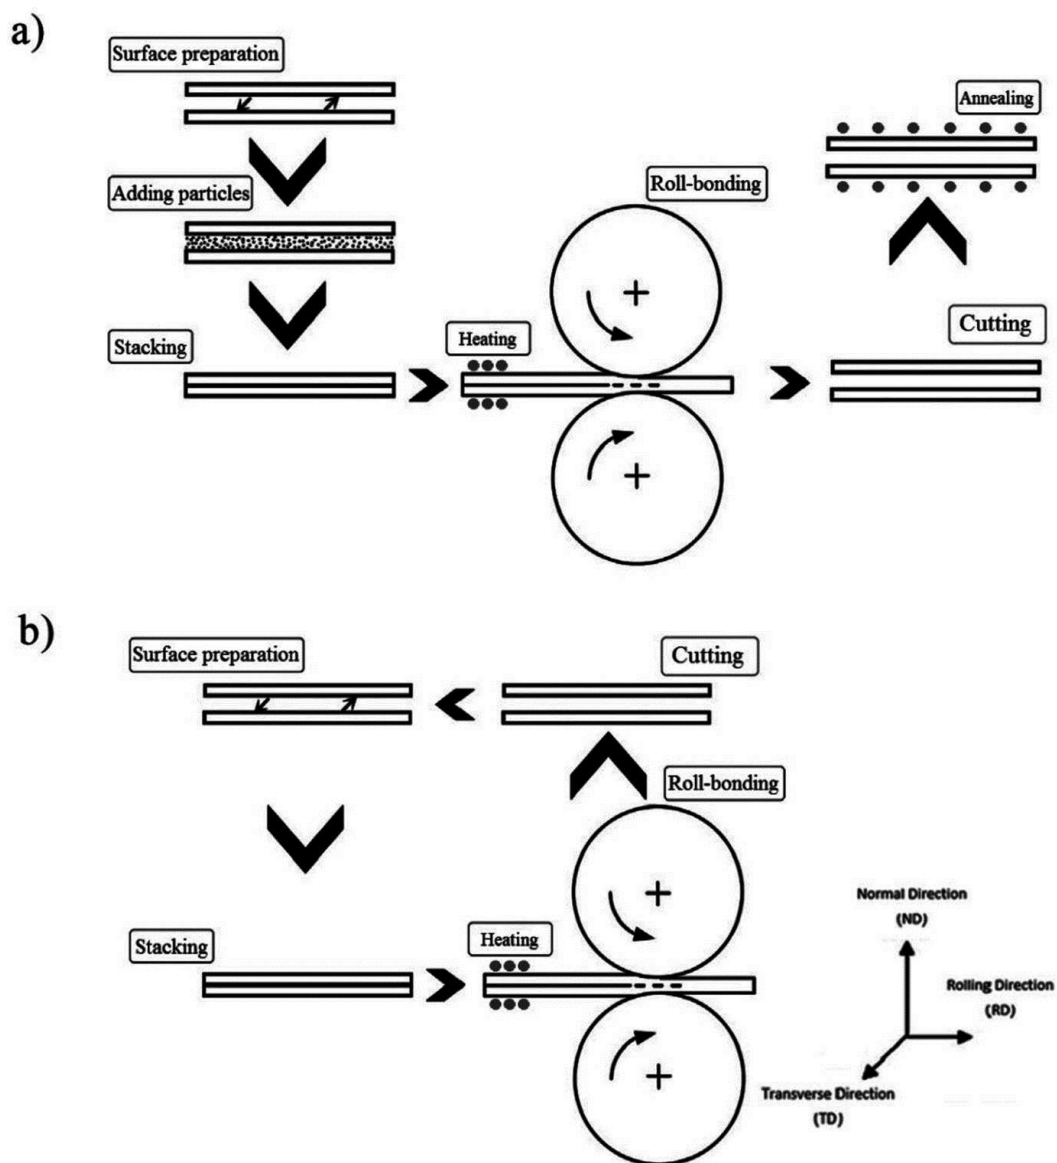 a)
Surface preparation
Annealing
Adding particles
Roll-bonding
Stacking
Heating
Cutting
b)
Surface preparation
Cutting
Roll-bonding
Stacking
Heating
Normal Direction
(ND)
Rolling Direction
(RD)
Transverse Direction
(TD)